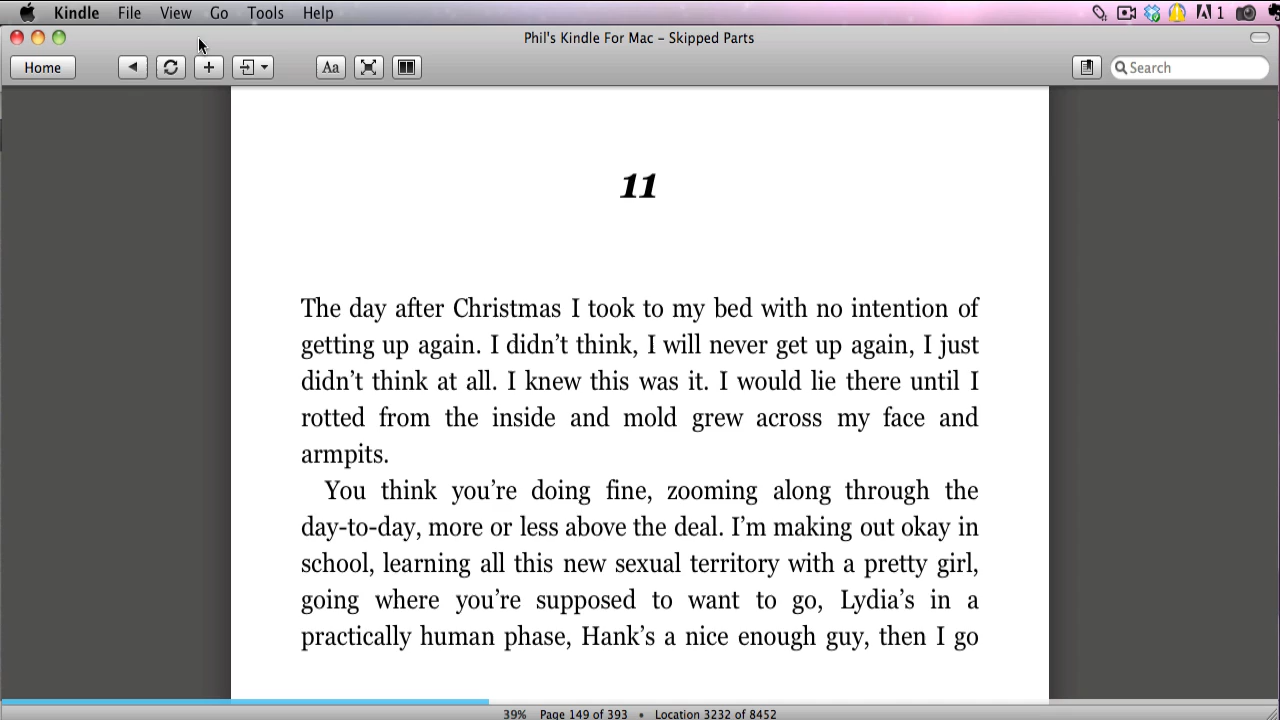 Kindle File View Go Tools Help 1
Phil's Kindle For Mac – Skipped Parts
Home Aa Search
11
The day after Christmas I took to my bed with no intention of
getting up again. I didn’t think, I will never get up again, I just
didn’t think at all. I knew this was it. I would lie there until I
rotted from the inside and mold grew across my face and
armpits.
You think you’re doing fine, zooming along through the
day-to-day, more or less above the deal. I’m making out okay in
school, learning all this new sexual territory with a pretty girl,
going where you’re supposed to want to go, Lydia’s in a
practically human phase, Hank’s a nice enough guy, then I go
39% Page 149 of 393 • Location 3232 of 8452